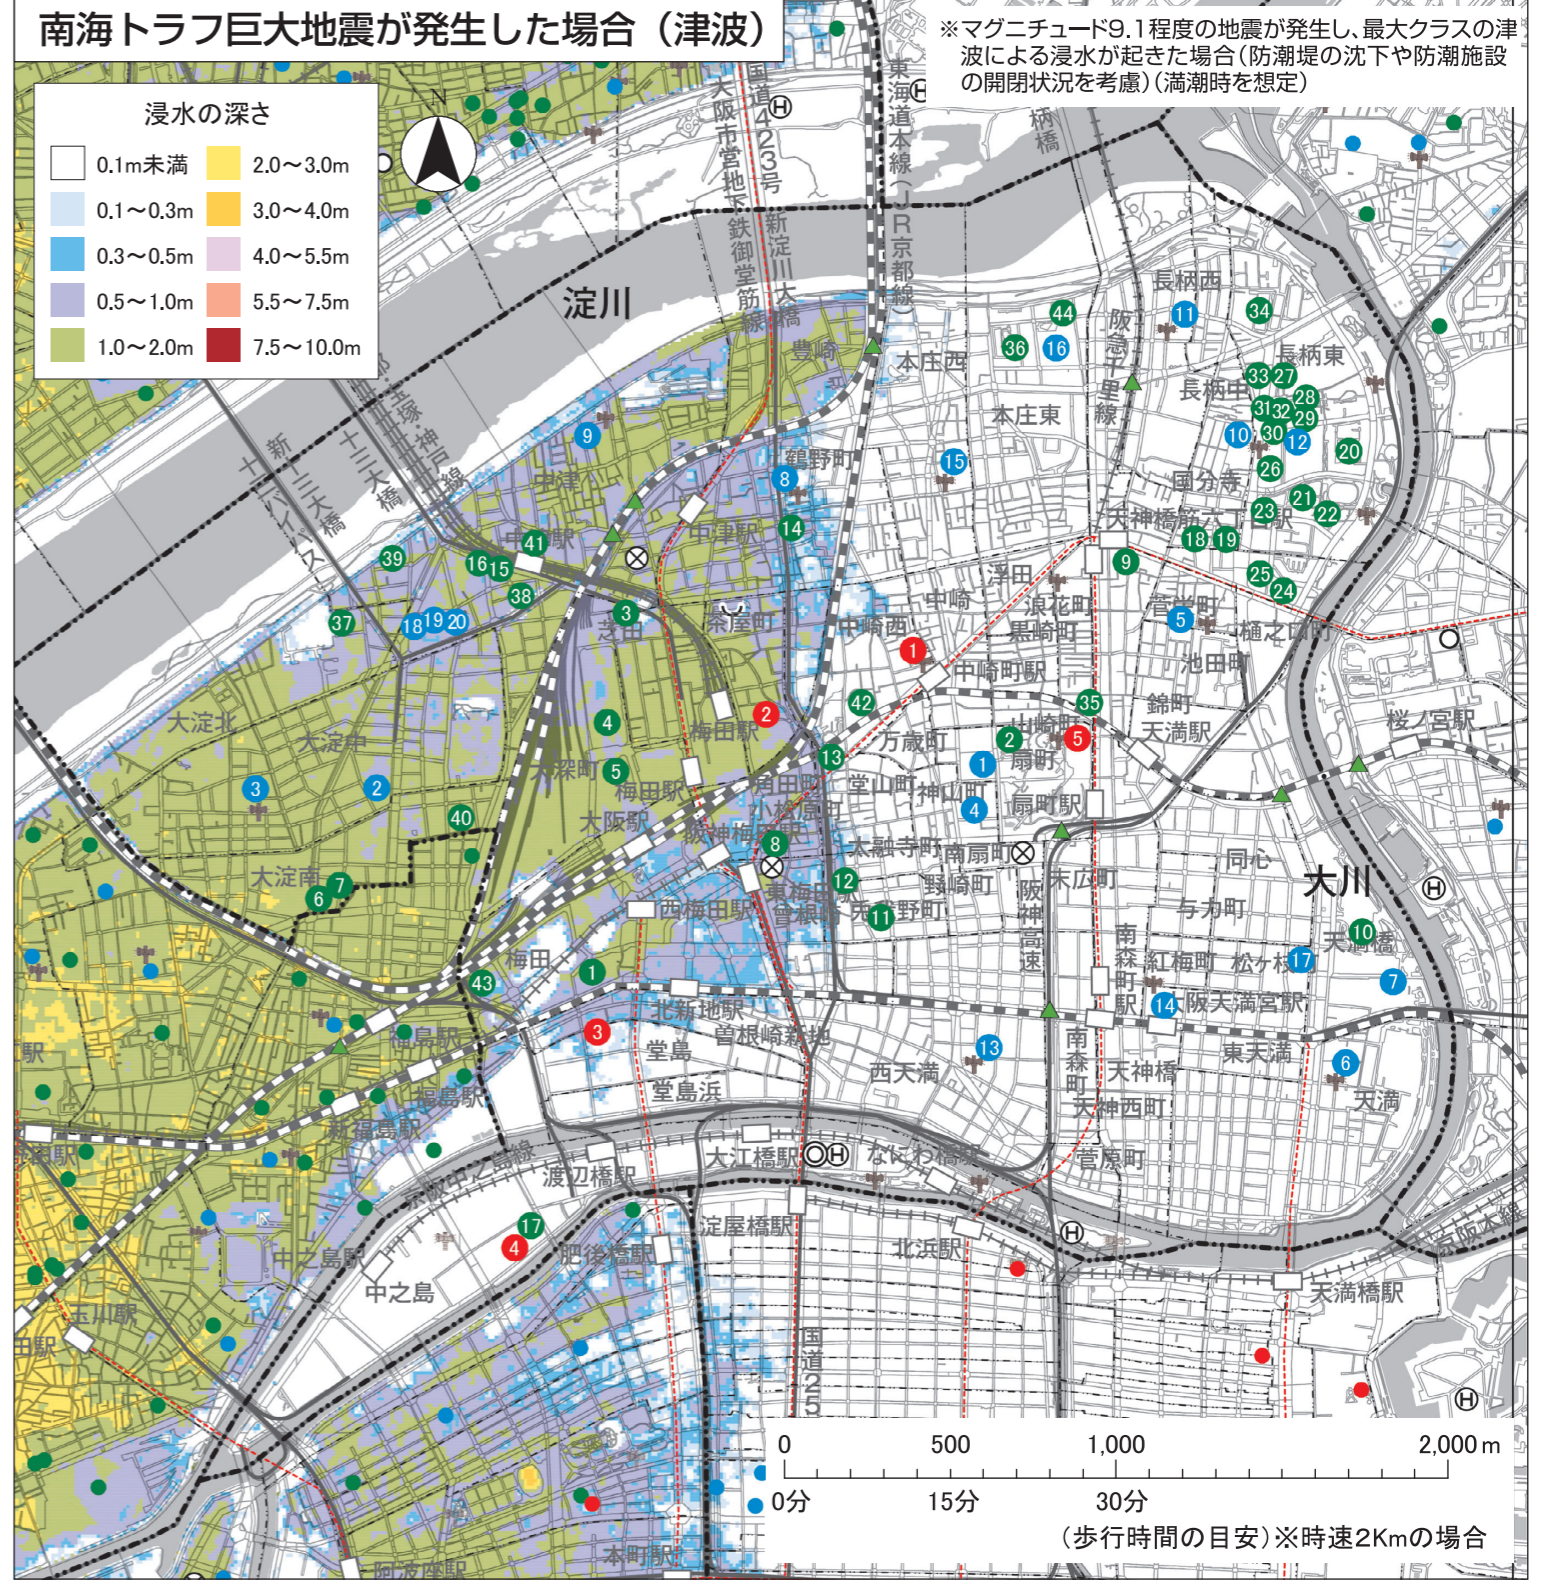 南海トラフ巨大地震が発生した場合（津波）
※マグニチュード9.1程度の地震が発生し、最大クラスの津
波による浸水が起きた場合（防潮堤の沈下や防潮施設
の開閉状況を考慮）（満潮時を想定）
浸水の深さ
0.1m未満
2.0〜3.0m
0.1〜0.3m
3.0〜4.0m
0.3〜0.5m
4.0〜5.5m
0.5〜1.0m
5.5〜7.5m
1.0〜2.0m
7.5〜10.0m
N
国道423号
大阪市営地下鉄御堂筋線
新淀川大橋
東海道本線（JR京都線）
柄橋
淀川
豊崎
本庄西
本庄東
阪急千里線
長柄西
長柄東
長柄中
国分寺
天神橋筋六丁目駅
新十三大橋
十三大橋
十三バイパス
中津
中津駅
鶴野町
浮田
中崎
中崎西
浪花町
黒崎町
菅栄町
樋之口町
池田町
中崎町駅
錦町
天満駅
桜ノ宮駅
芝田
茶屋町
梅田駅
大淀北
大淀中
大深町
梅田駅
角田町
小松原町
万歳町
山崎町
扇町
堂山町
神山町
扇町駅
大阪駅
阪神梅田駅
太融寺町
南扇町
野崎町
末広町
同心
大川
大淀南
東梅田駅
西梅田駅
曾根崎
兎我野町
阪神高速
与力町
天満橋
梅田
南森町駅
紅梅町
松ヶ枝町
大阪天満宮駅
北新地駅
曽根崎新地
堂島
福島駅
堂島浜
西天満
南森町
天神橋
東天満
天神西町
天満
福島駅
新福島駅
京阪中之島線
渡辺橋駅
大江橋駅
なにわ橋駅
菅原町
中之島駅
肥後橋駅
淀屋橋駅
北浜駅
京阪本線
中之島
天満橋駅
玉川駅
田駅
国道25
本町駅
阿波座駅
0
500
1,000
2,000 m
0分
15分
30分
（歩行時間の目安）※時速2Kmの場合